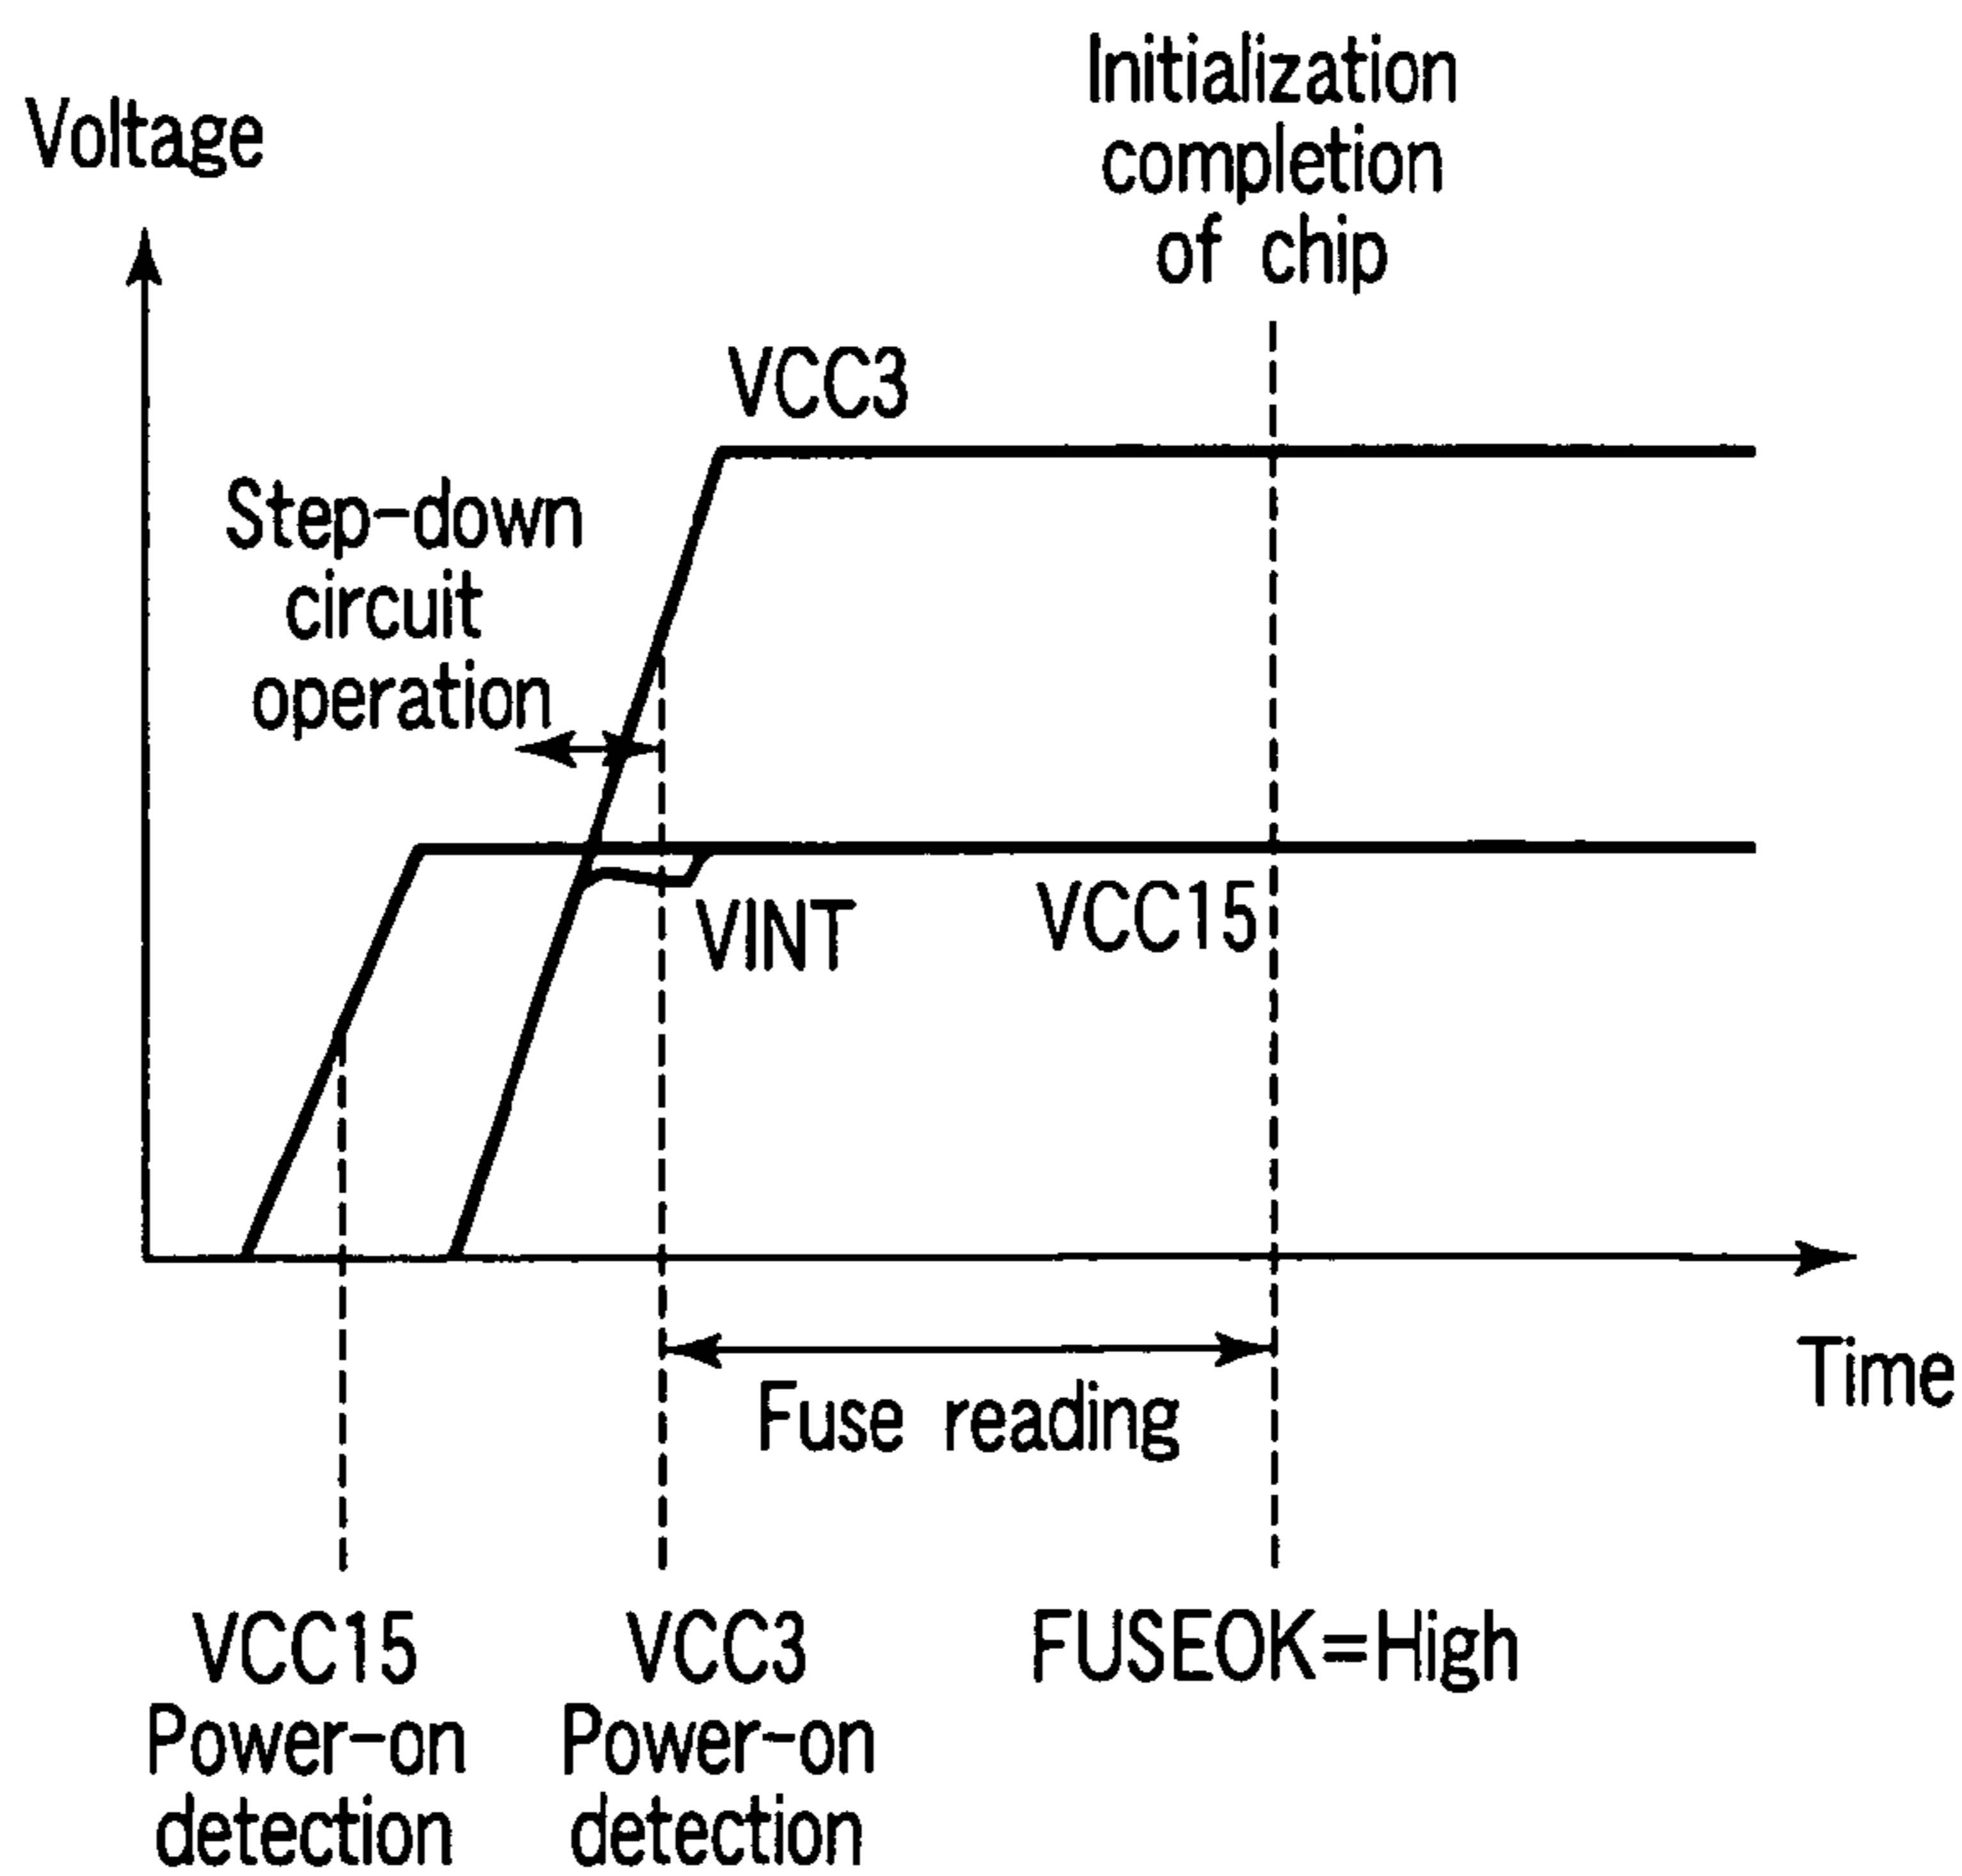 Voltage
Initialization
completion
of chip
VCC3
Step-down
circuit
operation
VINT
VCC15
Time
Fuse reading
VCC15
Power-on
detection
VCC3
Power-on
detection
FUSEOK=High